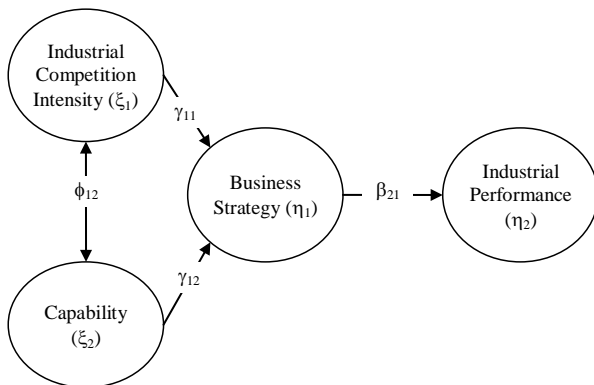 Industrial
Competition
Intensity (ξ₁)
γ₁₁
ϕ₁₂
Business
Strategy (η₁)
β₂₁
Industrial
Performance
(η₂)
γ₁₂
Capability
(ξ₂)